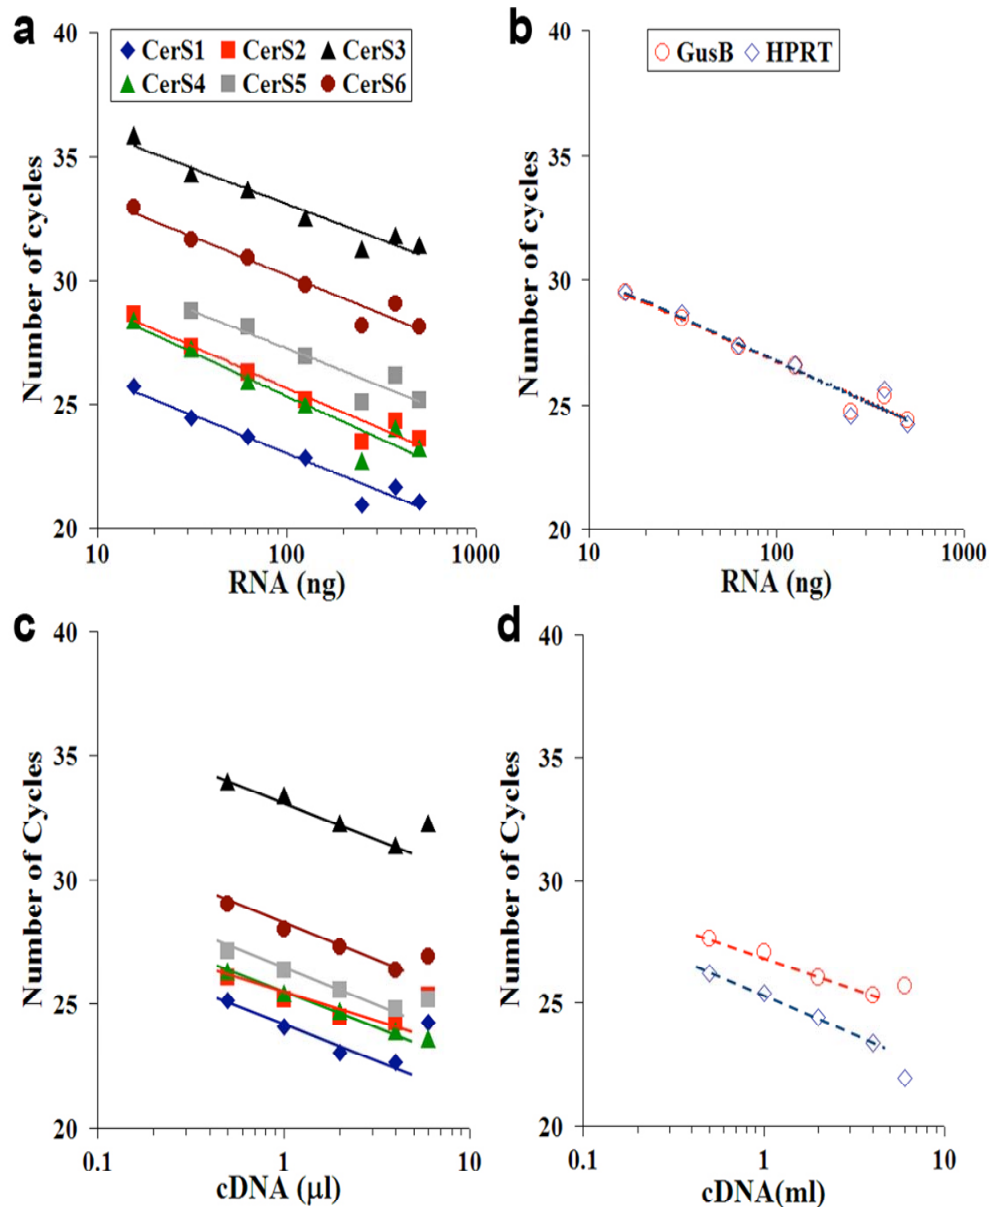 a
40
35
30
25
20
Number of cycles
CerS1 CerS2 CerS3
CerS4 CerS5 CerS6
10 100 1000
RNA (ng)
b
40
35
30
25
20
Number of cycles
GusB HPRT
10 100 1000
RNA (ng)
c
40
35
30
25
20
Number of Cycles
0.1 1 10
cDNA (µl)
d
40
35
30
25
20
Number of Cycles
0.1 1 10
cDNA(ml)